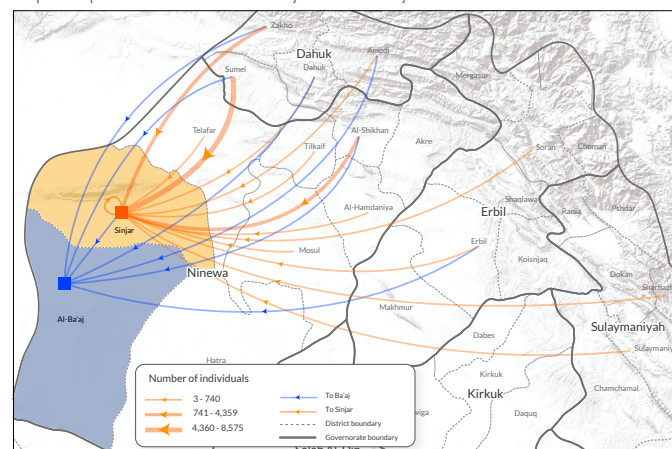 Zakho
Dahuk
Amedi
Sumel
Dahuk
Mergasur
Telafar
Tilkaif
Al-Shikhan
Akre
Soran
Choman
Shaqlawa
Rania
Pshdar
Al-Hamdaniya
Erbil
Sinjar
Mosul
Erbil
Koisnjaq
Ninewa
Dokan
Makhmur
Al-Ba'aj
Sulaymaniyah
Dabes
Hatra
Kirkuk
Chamchamal
Kirkuk
Daquq
Number of individuals
3 - 740
741 - 4,359
4,360 - 8,575
To Ba'aj
To Sinjar
District boundary
Governorate boundary